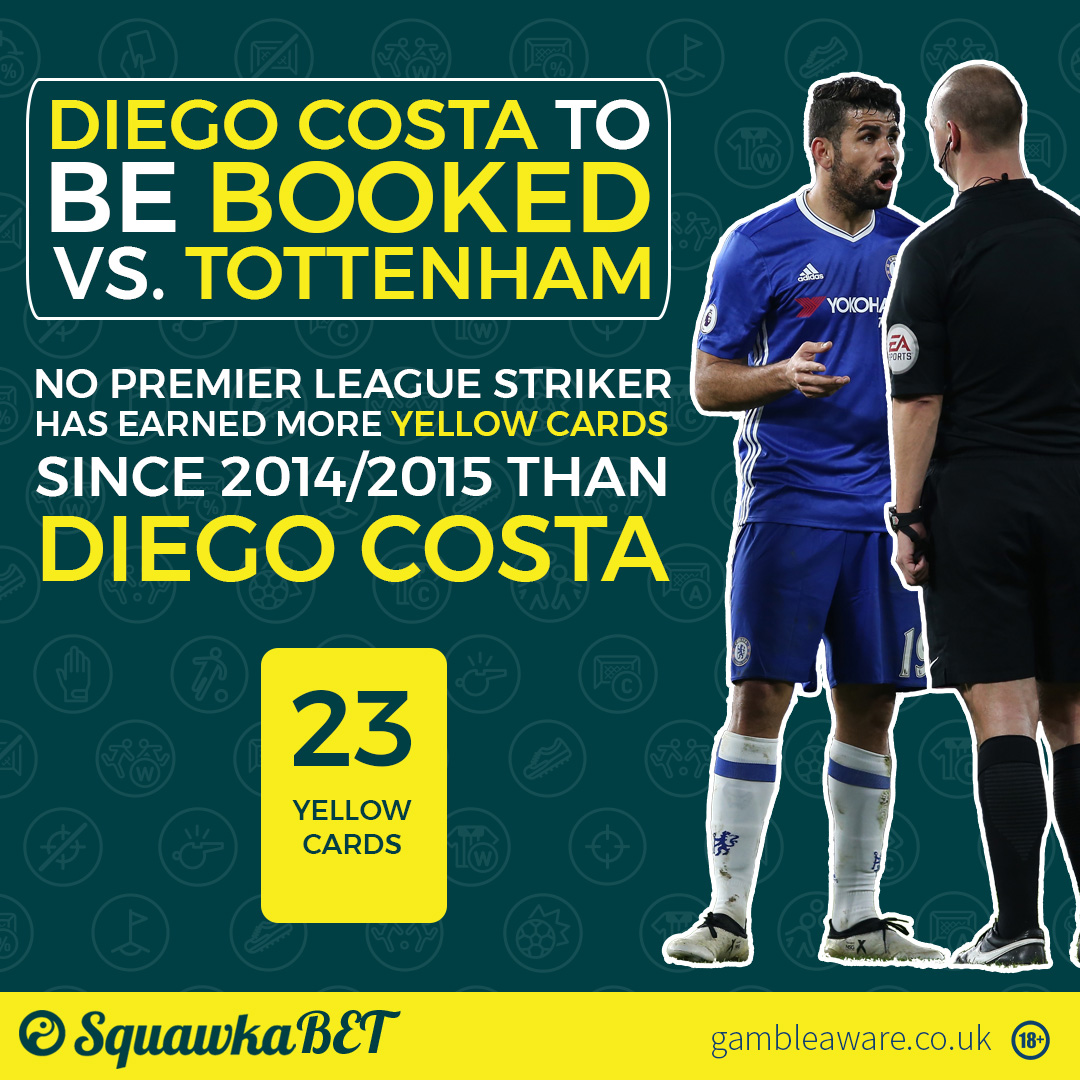 DIEGO COSTA TO
BE BOOKED
VS. TOTTENHAM
NO PREMIER LEAGUE STRIKER
HAS EARNED MORE YELLOW CARDS
SINCE 2014/2015 THAN
DIEGO COSTA
23
YELLOW
CARDS
adidas
YOKOHA
EA
SPORTS
19
SquawkaBET
gambleaware.co.uk 18+